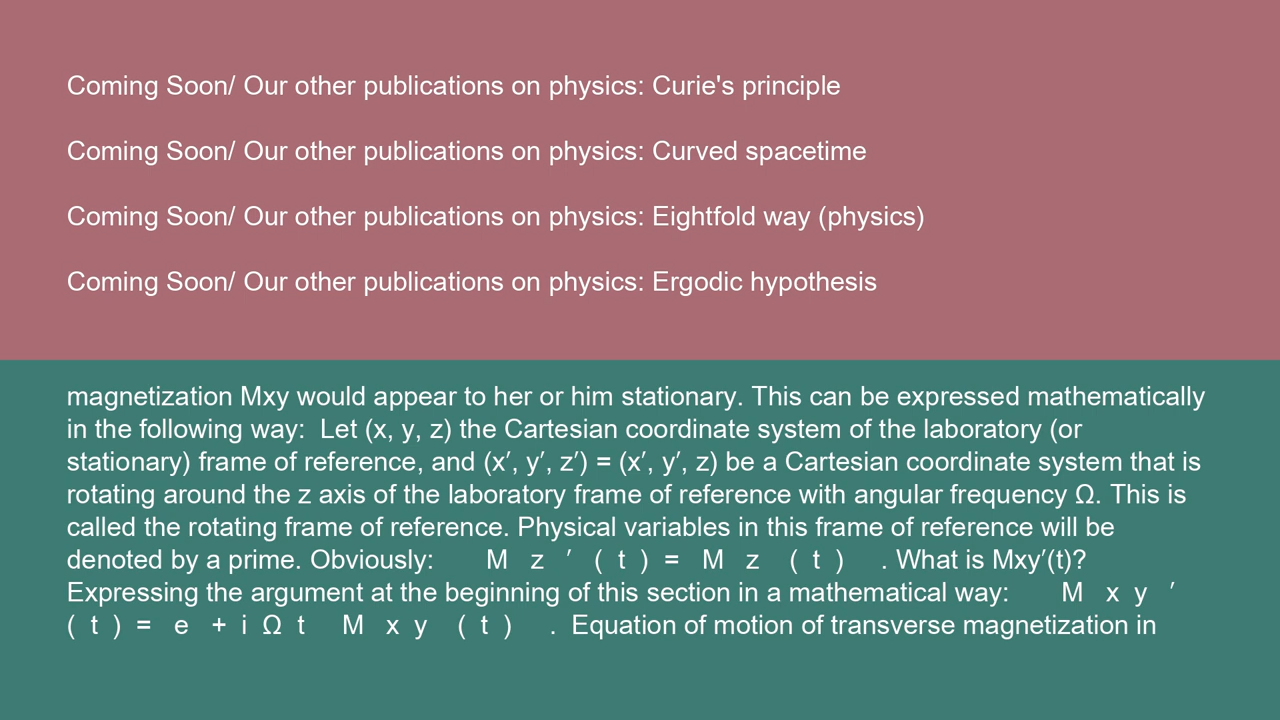 Coming Soon/ Our other publications on physics: Curie's principle
Coming Soon/ Our other publications on physics: Curved spacetime
Coming Soon/ Our other publications on physics: Eightfold way (physics)
Coming Soon/ Our other publications on physics: Ergodic hypothesis
magnetization Mxy would appear to her or him stationary. This can be expressed mathematically
in the following way:  Let (x, y, z) the Cartesian coordinate system of the laboratory (or
stationary) frame of reference, and (x′, y′, z′) = (x′, y′, z) be a Cartesian coordinate system that is
rotating around the z axis of the laboratory frame of reference with angular frequency Ω. This is
called the rotating frame of reference. Physical variables in this frame of reference will be
denoted by a prime. Obviously:       M   z   ′   ( t )  =   M   z    ( t )     . What is Mxy′(t)?
Expressing the argument at the beginning of this section in a mathematical way:       M   x  y   ′
( t )  =   e   + i  Ω  t     M   x  y    ( t )     .  Equation of motion of transverse magnetization in